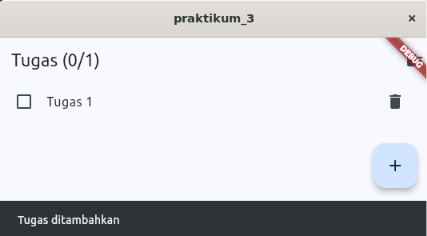 praktikum_3
Tugas (0/1)
DEBUG
Tugas 1
Tugas ditambahkan